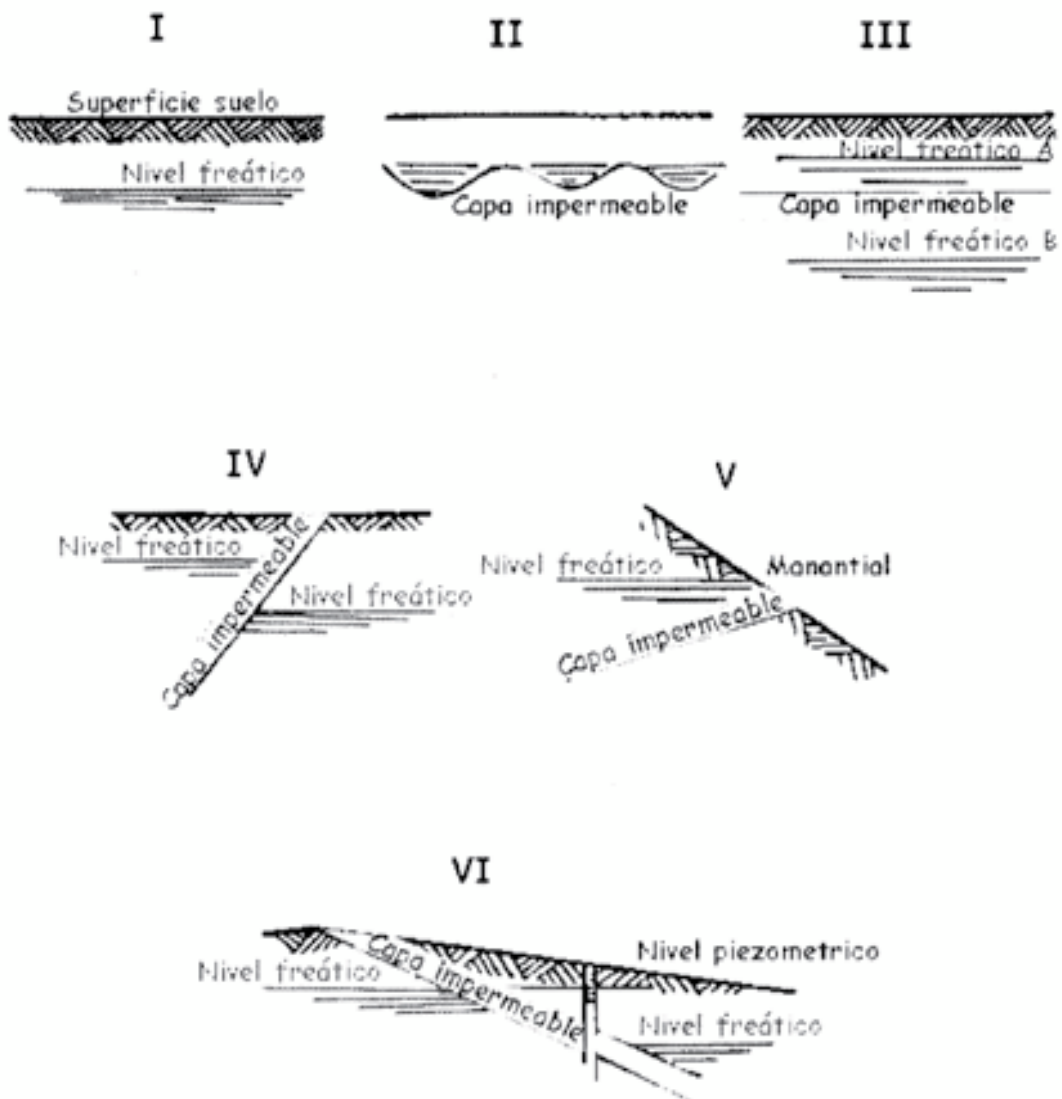 I
II
III
Superficie suelo
Nivel freático
Capa impermeable
Nivel freático A
Capa impermeable
Nivel freático B
IV
Nivel freático
Capa impermeable
Nivel freático
V
Nivel freático
Manantial
Capa impermeable
VI
Capa impermeable
Nivel piezometrico
Nivel freático
Nivel freático